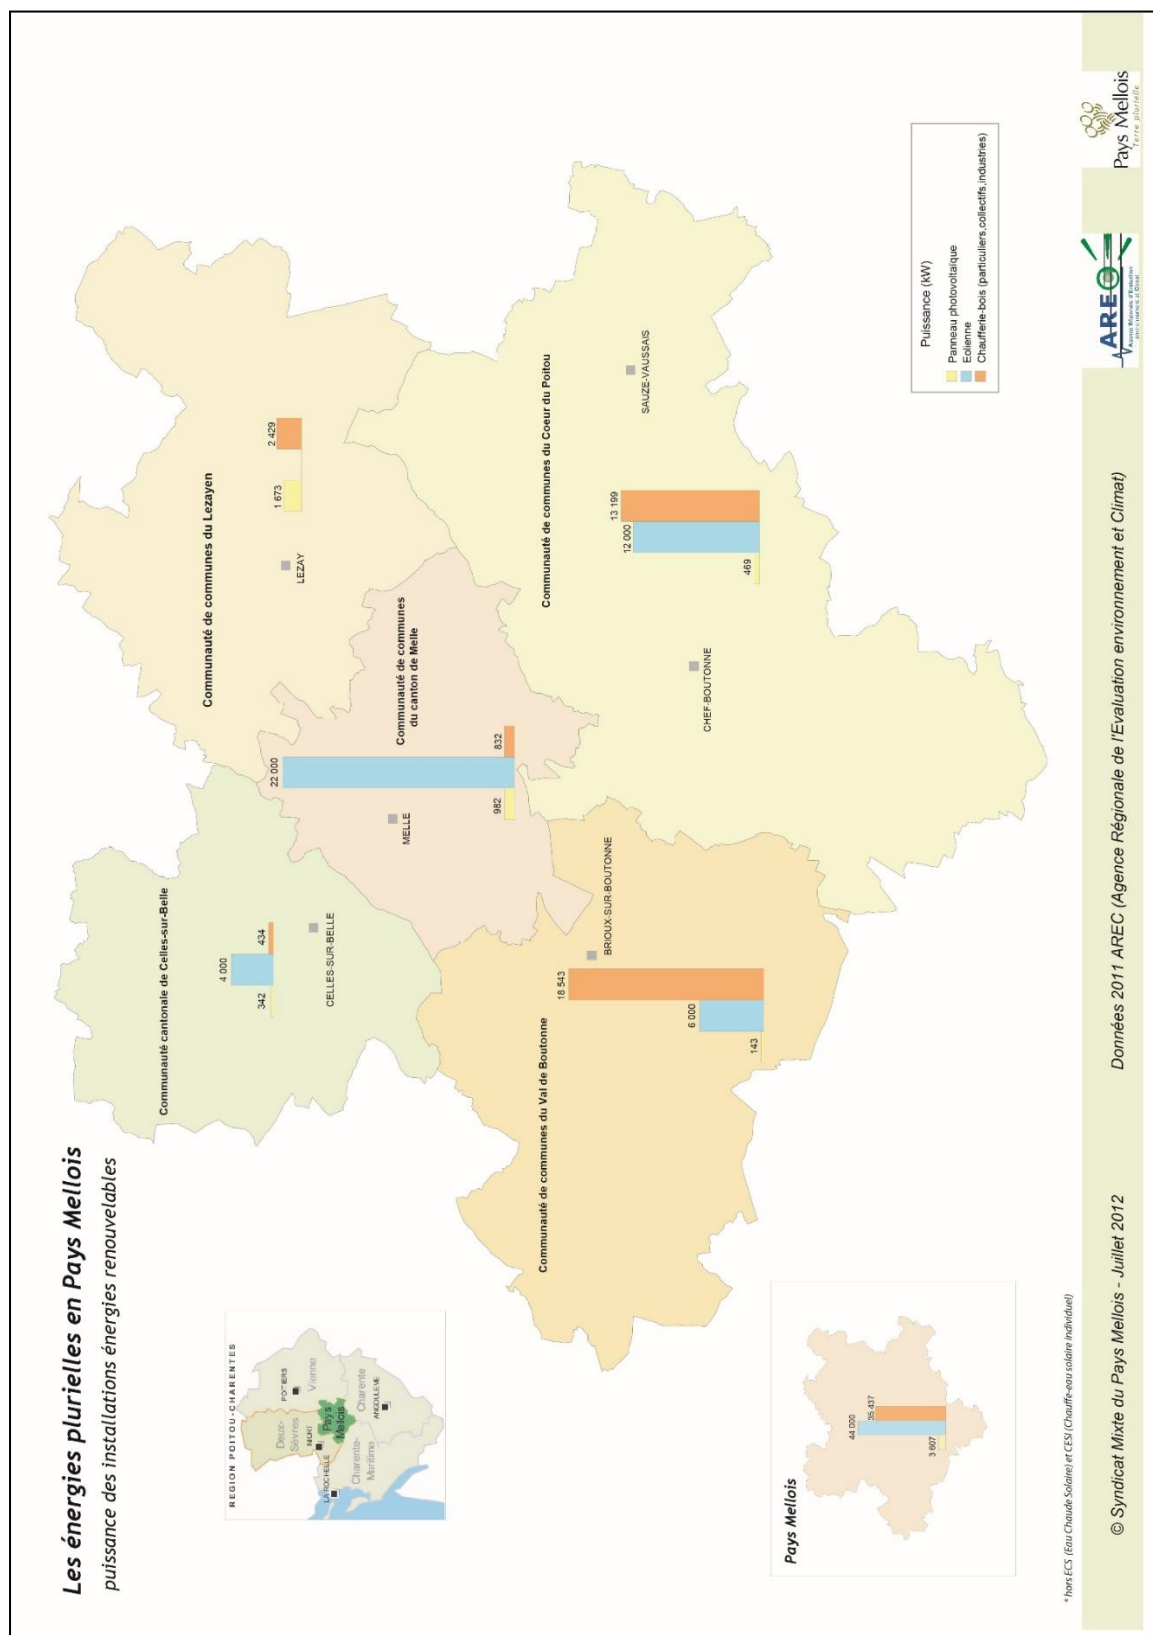 Les énergies plurielles en Pays Mellois
puissance des installations énergies renouvelables
REGION POITOU-CHARENTES
Deux-
Sèvres
POITIERS
Vienne
NIORT
Pays
Mellois
LA ROCHELLE
Charente-
Maritime
Charente
ANGOULEME
Communauté cantonale de Celles-sur-Belle
342
4 000
434
CELLES-SUR-BELLE
Communauté de communes du Lezayen
1 673
2 429
LEZAY
Communauté de communes
du canton de Melle
982
22 000
832
MELLE
Communauté de communes du Val de Boutonne
143
6 000
18 543
BRIOUX-SUR-BOUTONNE
Communauté de communes du Coeur du Poitou
469
12 000
13 199
CHEF-BOUTONNE
SAUZE-VAUSSAIS
Pays Mellois
3 607
44 000
35 437
Puissance (kW)
Panneau photovoltaïque
Eolienne
Chaufferie-bois (particuliers,collectifs,industries)
* hors ECS (Eau Chaude Solaire) et CESI (Chauffe-eau solaire individuel)
© Syndicat Mixte du Pays Mellois - Juillet 2012
Données 2011 AREC (Agence Régionale de l'Evaluation environnement et Climat)
AREC
Agence Régionale d'Evaluation
environnement et Climat
Pays Mellois
Terre plurielle